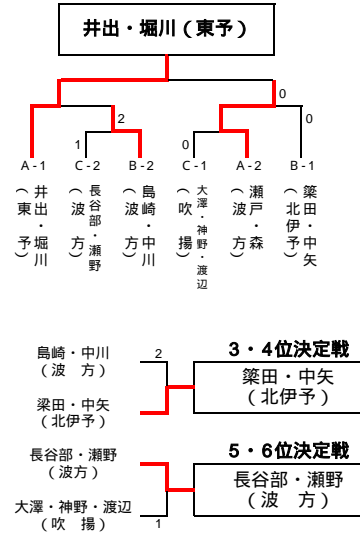 井出・堀川（東予）
0
2
0
1
0
A-1
C-2
B-2
C-1
A-2
B-1
井出・堀川
（東　予）
長谷部・瀬野
（波　方）
島崎・中川
（波　方）
大澤・神野・渡辺
（吹　揚）
瀬戸・森
（波　方）
簗田・中矢
（北伊予）
島崎・中川
（波　方）
2
3・4位決定戦
簗田・中矢
（北伊予）
梁田・中矢
（北伊予）
長谷部・瀬野
（波方）
5・6位決定戦
長谷部・瀬野
（波　方）
大澤・神野・渡辺
（吹　揚）
1